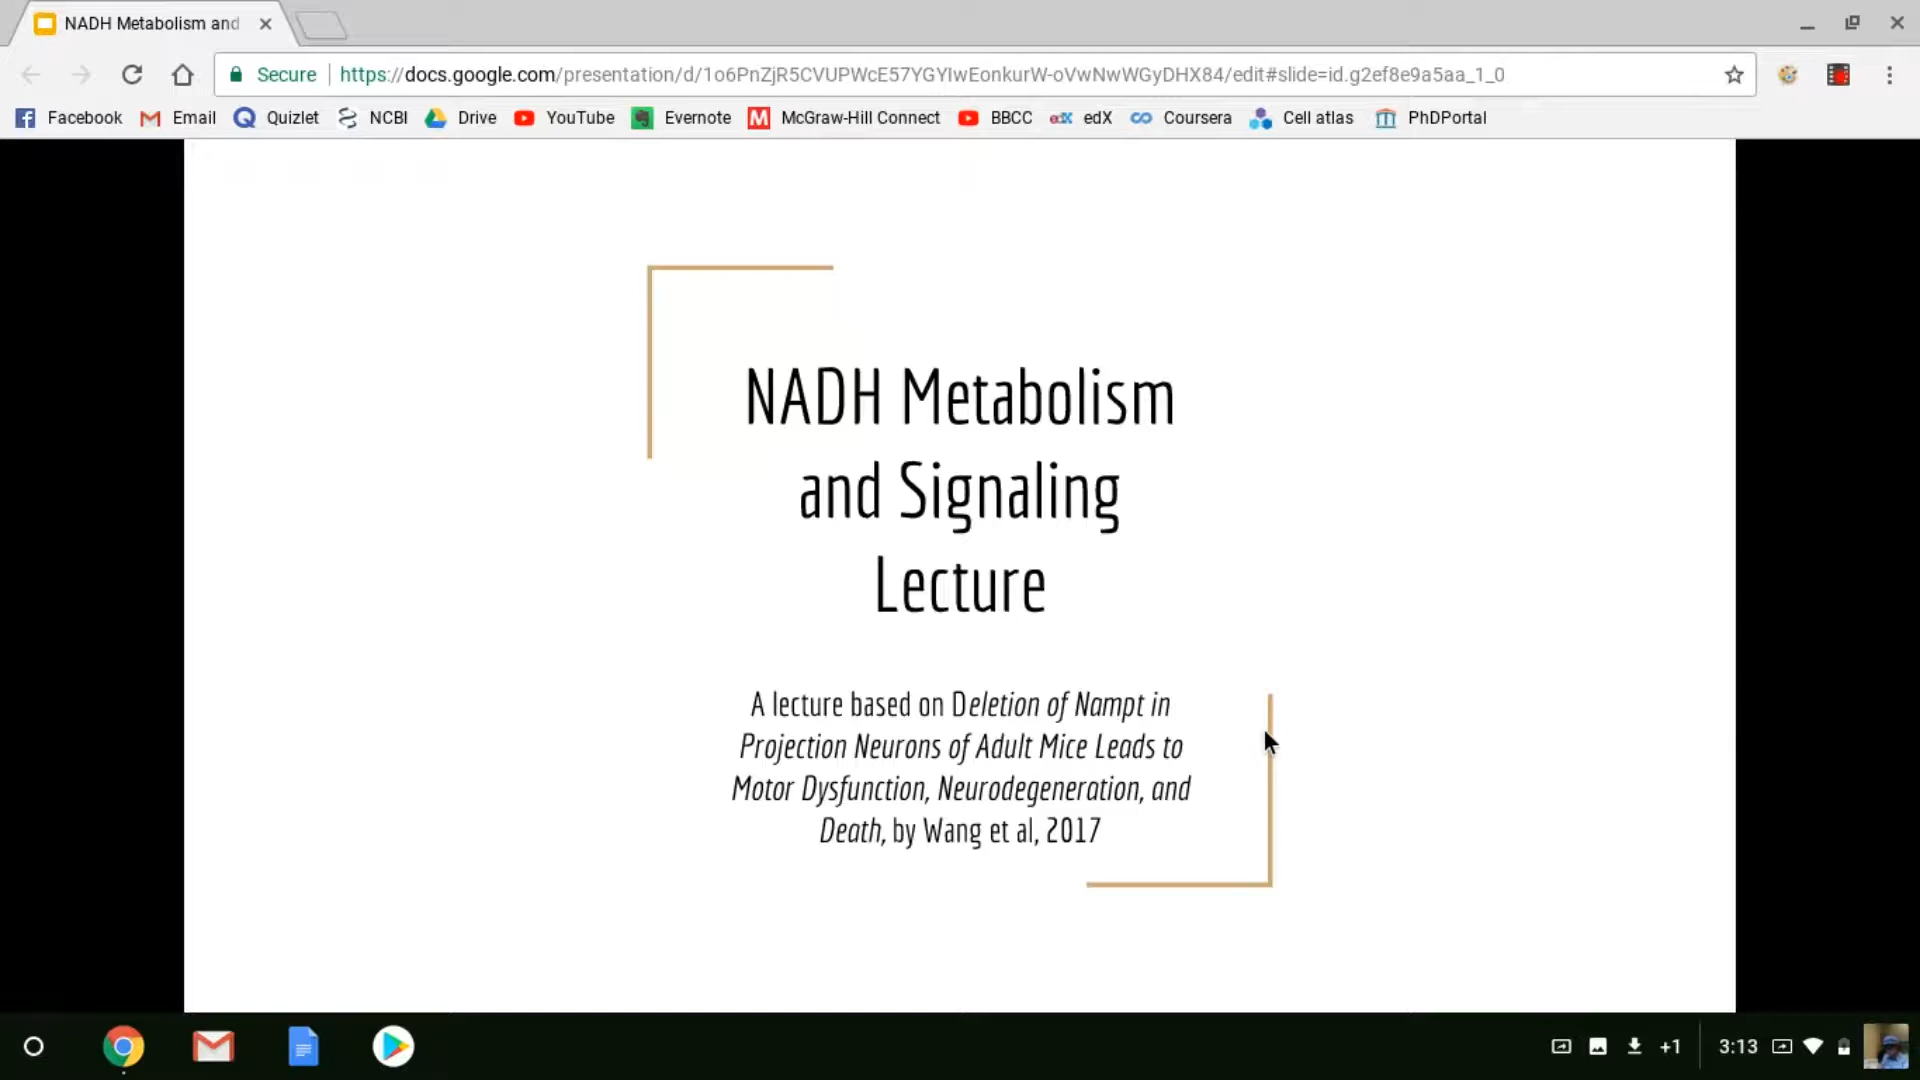 NADH Metabolism and
Secure https://docs.google.com/presentation/d/1o6PnZjR5CVUPWcE57YGYIwEonkurW-oVwNwWGyDHX84/edit#slide=id.g2ef8e9a5aa_1_0
Facebook Email Quizlet NCBI Drive YouTube Evernote McGraw-Hill Connect BBCC edX Coursera Cell atlas PhDPortal
NADH Metabolism
and Signaling
Lecture
A lecture based on Deletion of Nampt in
Projection Neurons of Adult Mice Leads to
Motor Dysfunction, Neurodegeneration, and
Death, by Wang et al, 2017
+1 3:13